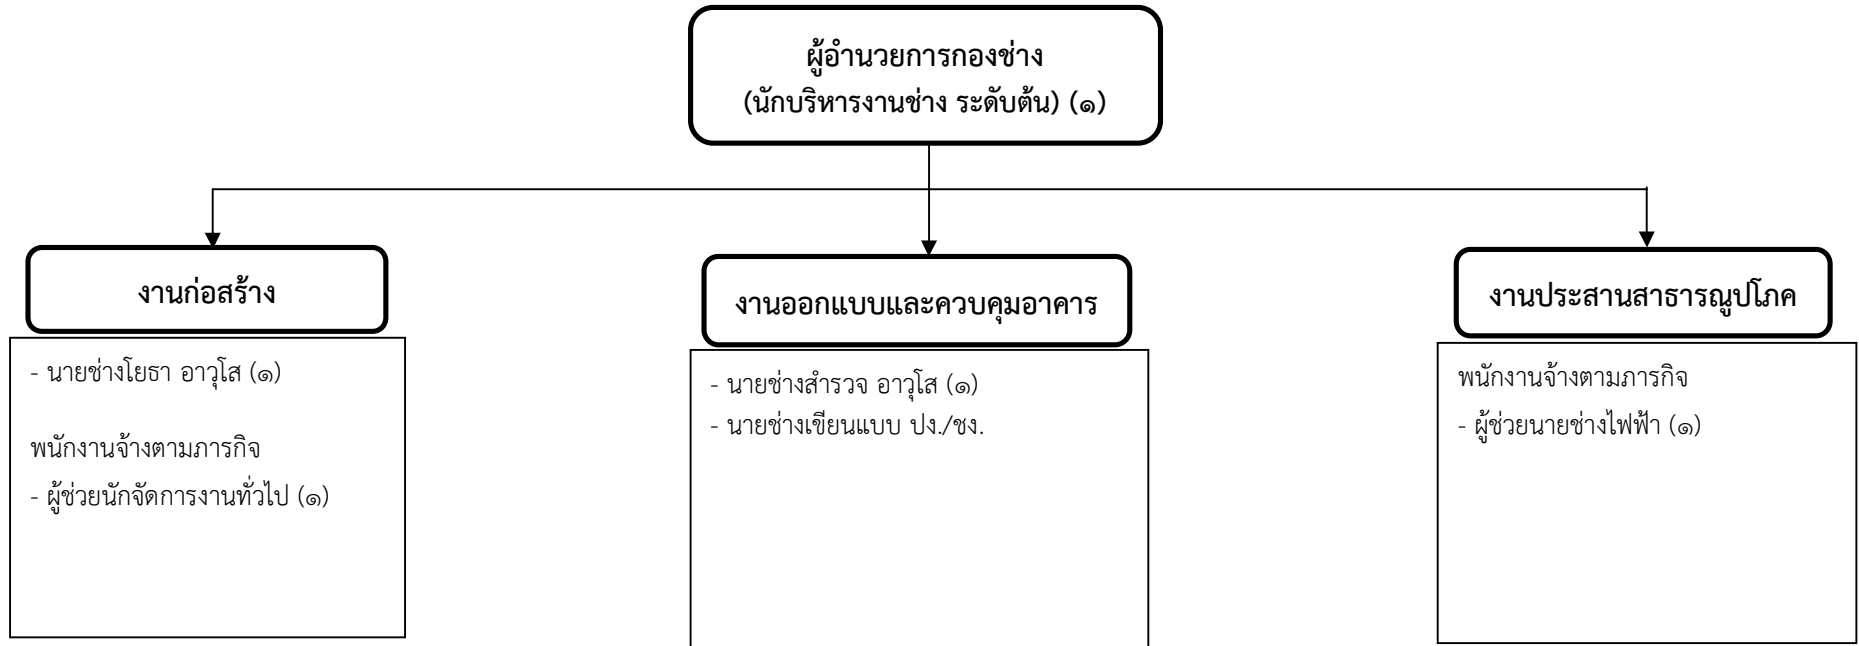 ผู้อำนวยการกองช่าง
(นักบริหารงานช่าง ระดับต้น) (๑)
งานก่อสร้าง
- นายช่างโยธา อาวุโส (๑)
พนักงานจ้างตามภารกิจ
- ผู้ช่วยนักจัดการงานทั่วไป (๑)
งานออกแบบและควบคุมอาคาร
- นายช่างสำรวจ อาวุโส (๑)
- นายช่างเขียนแบบ ปง./ชง.
งานประสานสาธารณูปโภค
พนักงานจ้างตามภารกิจ
- ผู้ช่วยนายช่างไฟฟ้า (๑)